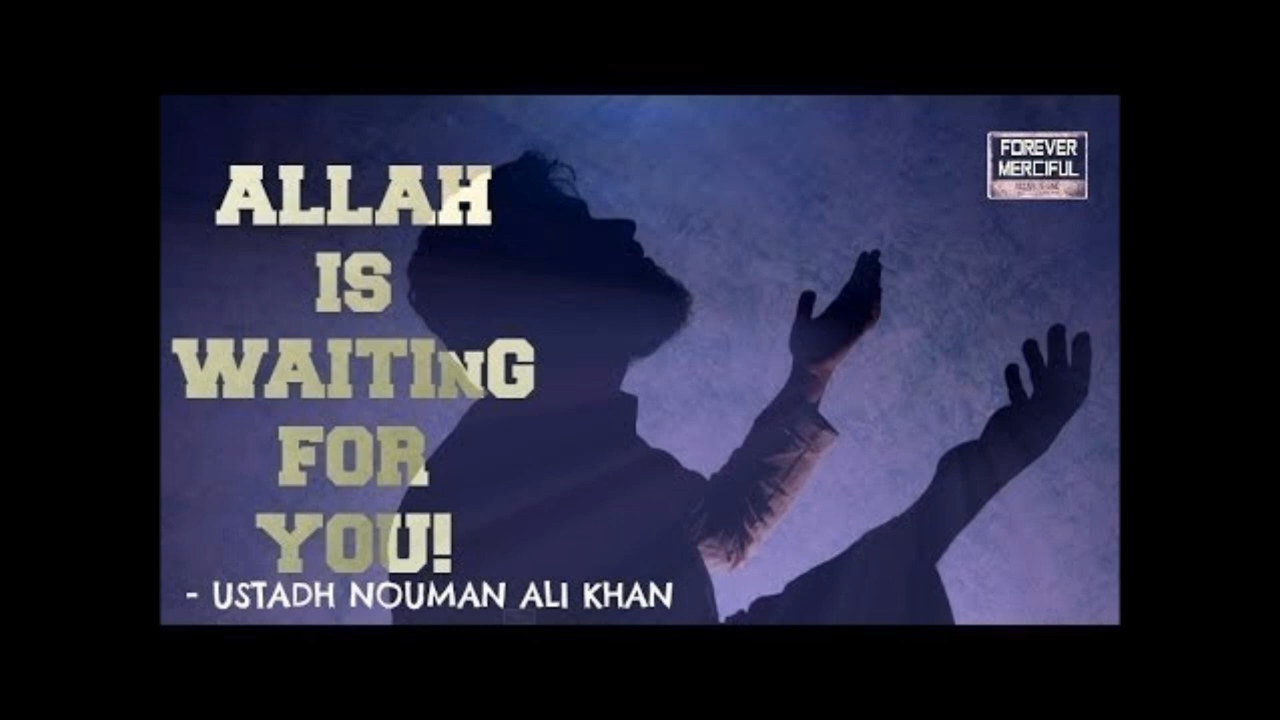 ALLAH
IS
WAITInG
FOR
YOU!
- USTADH NOUMAN ALI KHAN
FOREVER
MERCIFUL